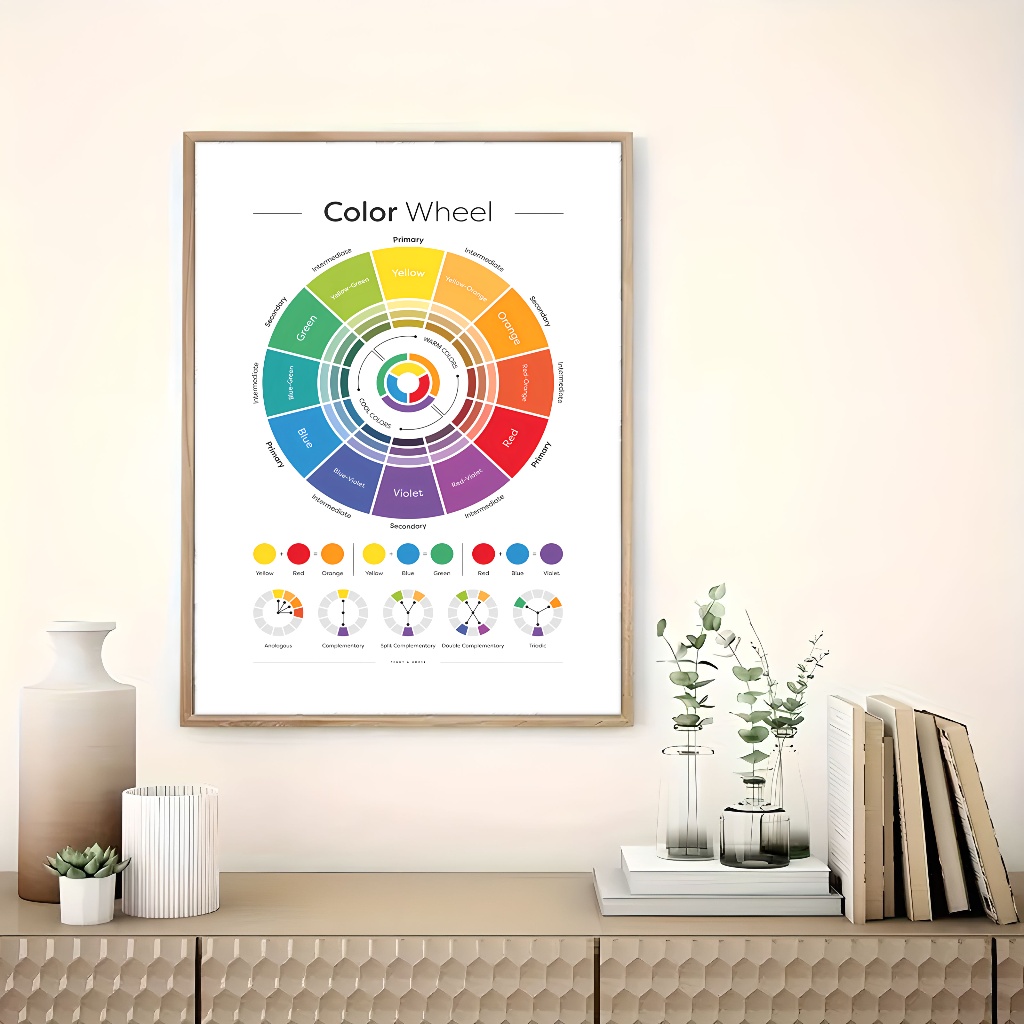 Color Wheel
Primary
Intermediate
Intermediate
Yellow
Yellow-Green
Yellow-Orange
Secondary
Secondary
Green
Orange
WARM COLORS
Intermediate
Blue-Green
Red-Orange
Intermediate
COOL COLORS
Blue
Red
Primary
Primary
Blue-Violet
Red-Violet
Violet
Intermediate
Intermediate
Secondary
Yellow + Red = Orange
Yellow + Blue = Green
Red + Blue = Violet
Analogous
Complementary
Split Complementary
Double Complementary
Triadic